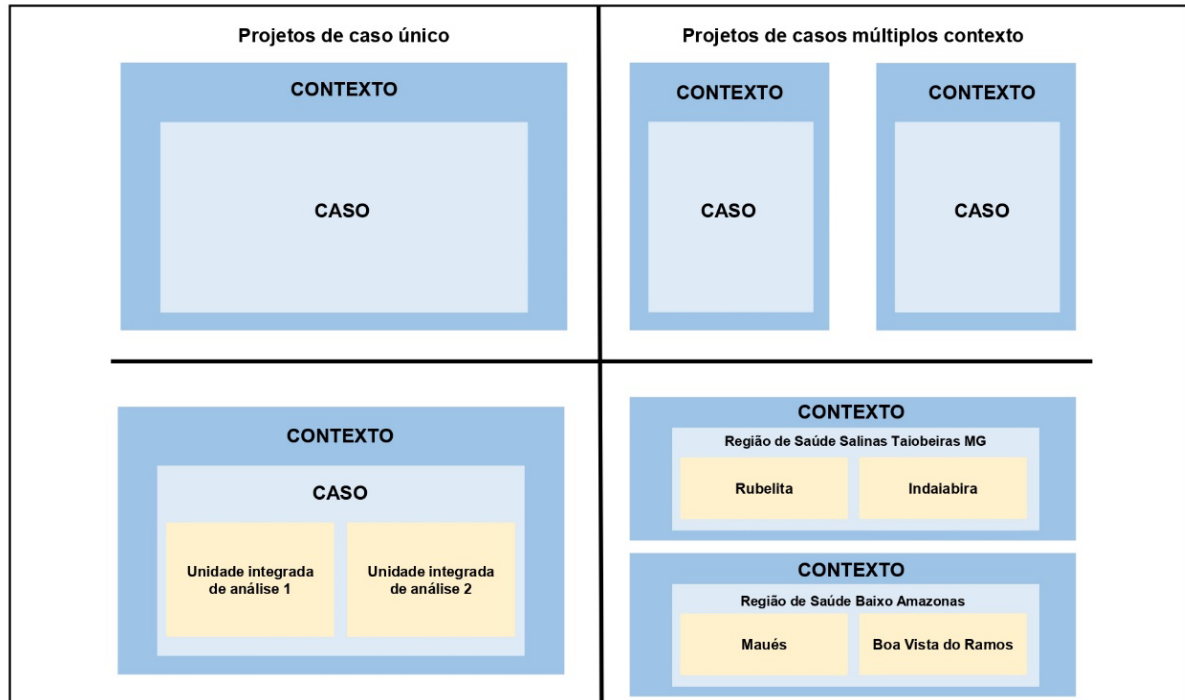 Projetos de caso único
CONTEXTO
CASO
Projetos de casos múltiplos contexto
CONTEXTO
CASO
CONTEXTO
CASO
CONTEXTO
CASO
Unidade integrada
de análise 1
Unidade integrada
de análise 2
CONTEXTO
Região de Saúde Salinas Taiobeiras MG
Rubelita
Indaiabira
CONTEXTO
Região de Saúde Baixo Amazonas
Maués
Boa Vista do Ramos